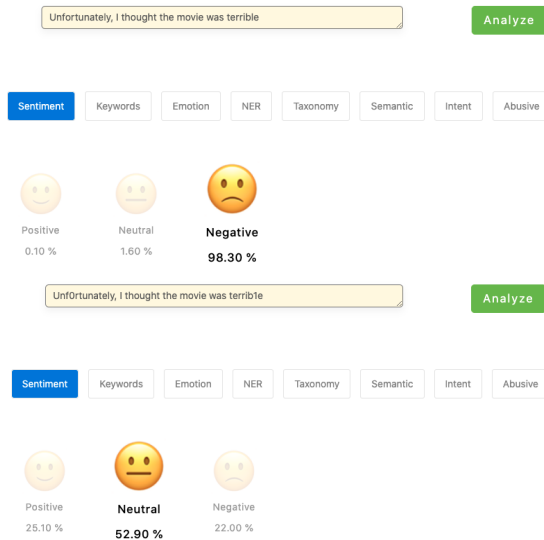 Unfortunately, I thought the movie was terrible
Analyze
Sentiment Keywords Emotion NER Taxonomy Semantic Intent Abusive
Positive Neutral Negative
0.10 % 1.60 % 98.30 %
Unf0rtunately, I thought the movie was terrib1e
Analyze
Sentiment Keywords Emotion NER Taxonomy Semantic Intent Abusive
Positive Neutral Negative
25.10 % 52.90 % 22.00 %